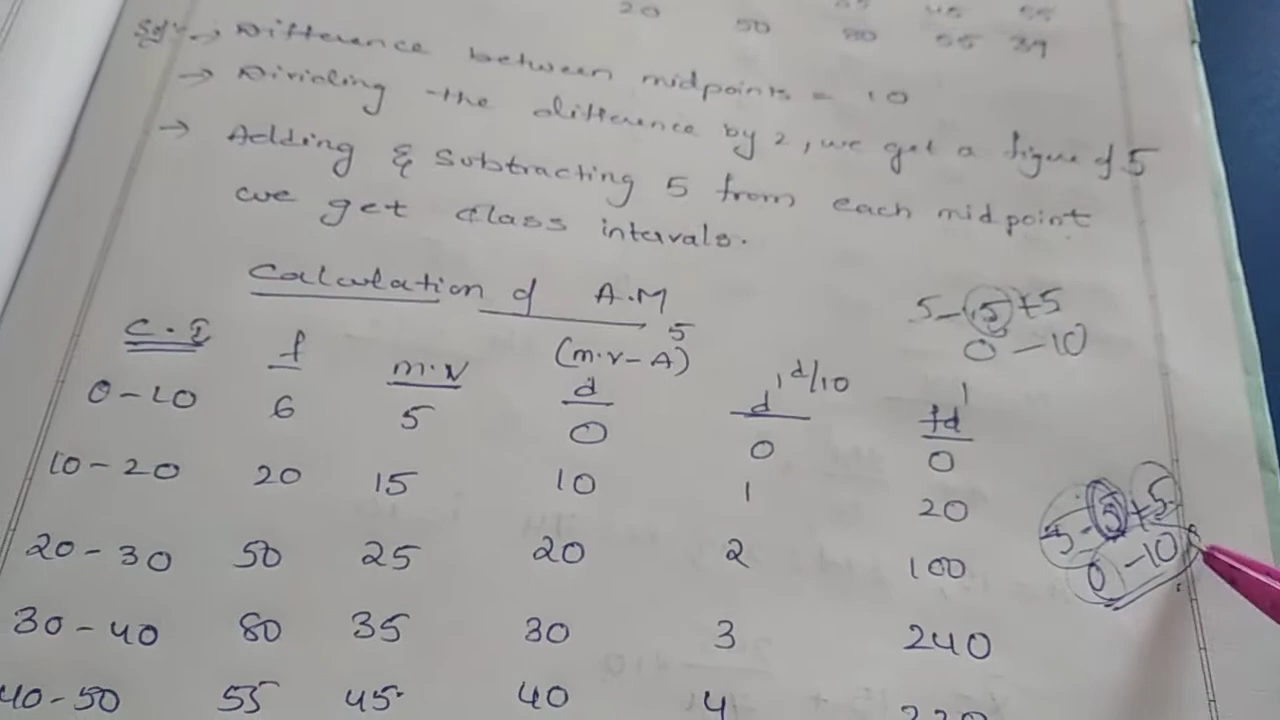 45 55
20 50 80 55 39
Sol:- → Difference between midpoints = 10
→ Dividing the difference by 2, we get a figure of 5
→ Adding & Subtracting 5 from each midpoint
we get class intervals.
Calculation of A.M
5-5+5
0-10
C.I f m.v (m.v-A) 5 d d' d/10 fd'
0-10 6 5 0 0 0
10-20 20 15 10 1 20
20-30 50 25 20 2 100
5-5+5
0-10
30-40 80 35 30 3 240
40-50 55 45 40 4 220